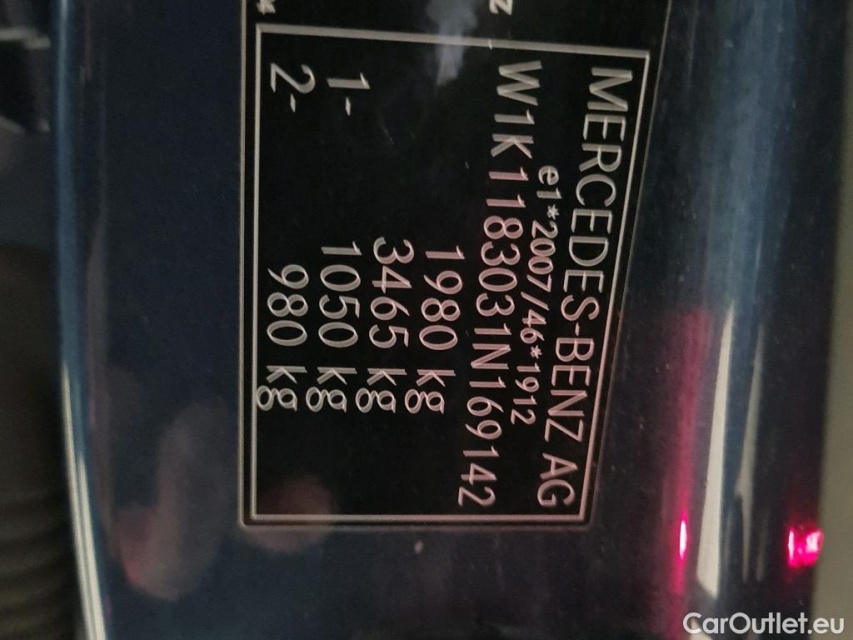 MERCEDES-BENZ AG
e1*2007/46*1912
W1K1183031N169142
1980 kg
3465 kg
1- 1050 kg
2- 980 kg
z
*
CarOutlet.eu